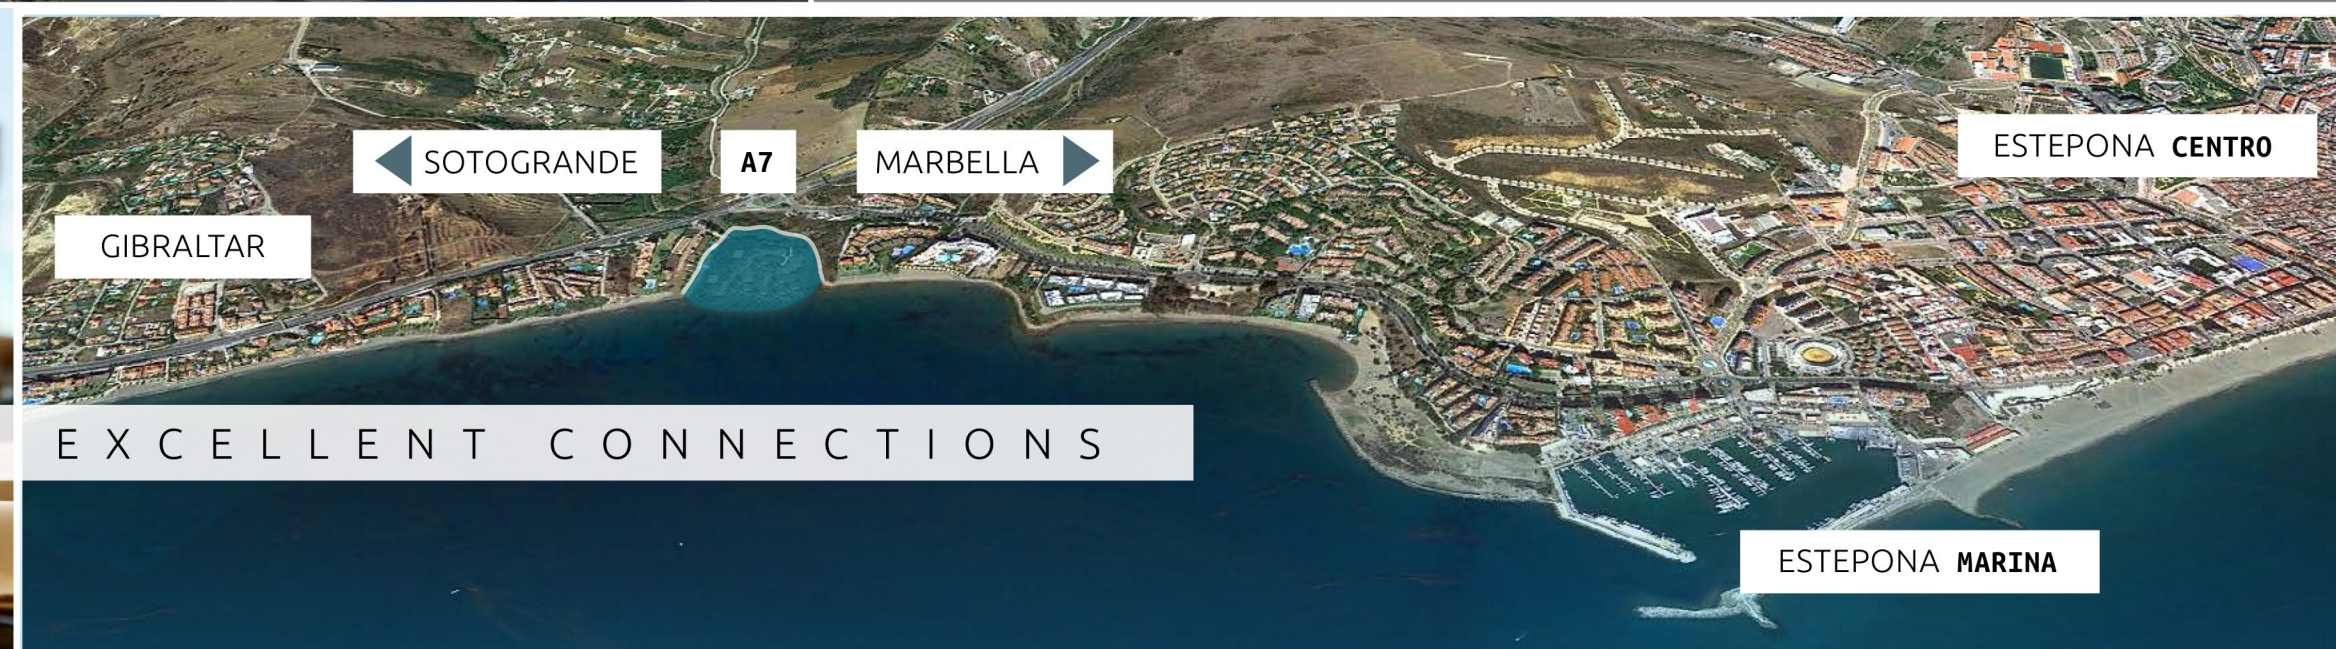 SOTOGRANDE
A7
MARBELLA
ESTEPONA CENTRO
GIBRALTAR
EXCELLENT CONNECTIONS
ESTEPONA MARINA